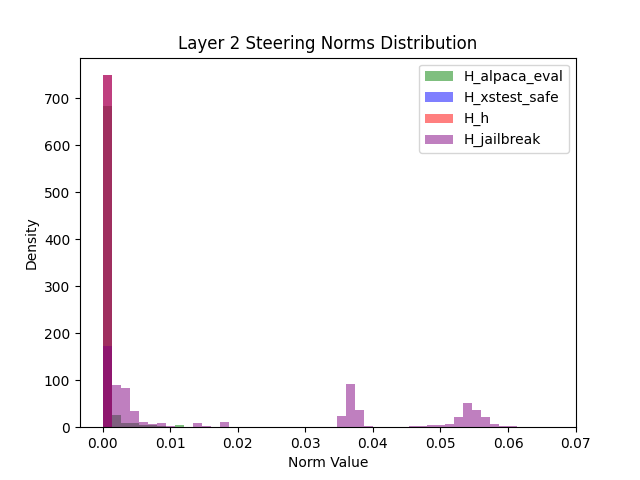 Layer 2 Steering Norms Distribution
H_alpaca_eval
H_xstest_safe
H_h
H_jailbreak
Density
700
600
500
400
300
200
100
0
0.00 0.01 0.02 0.03 0.04 0.05 0.06 0.07
Norm Value